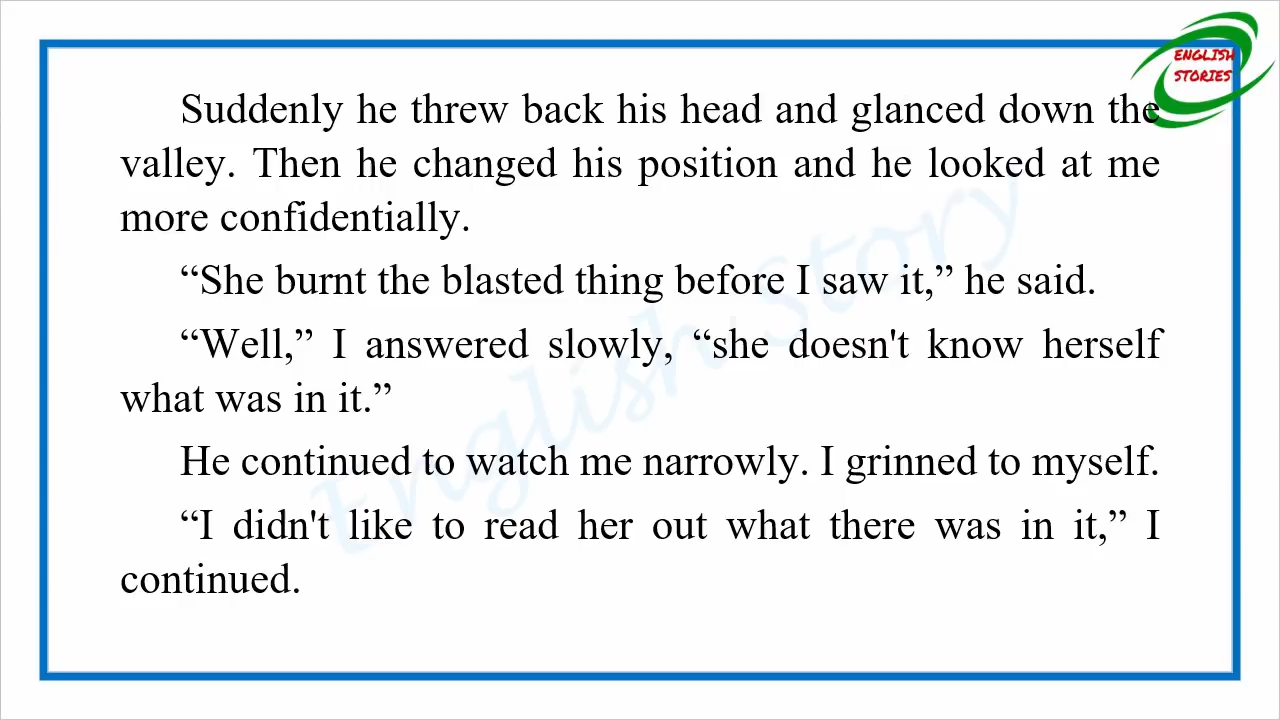 ENGLISH
STORIES
Suddenly he threw back his head and glanced down the
valley. Then he changed his position and he looked at me
more confidentially.
“She burnt the blasted thing before I saw it,” he said.
“Well,” I answered slowly, “she doesn't know herself
what was in it.”
He continued to watch me narrowly. I grinned to myself.
“I didn't like to read her out what there was in it,” I
continued.
English Story